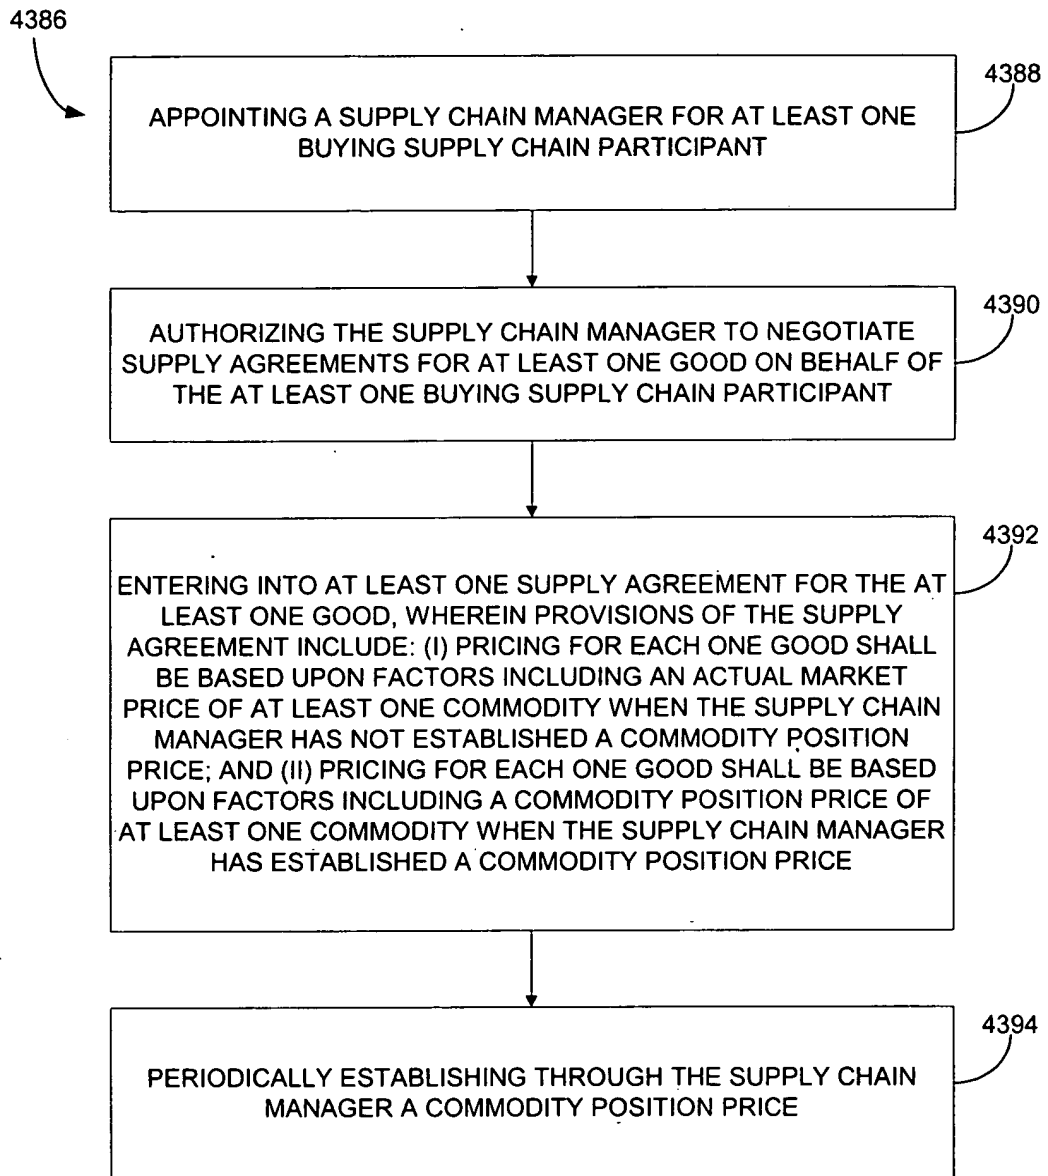 4386
4388
APPOINTING A SUPPLY CHAIN MANAGER FOR AT LEAST ONE
BUYING SUPPLY CHAIN PARTICIPANT
4390
AUTHORIZING THE SUPPLY CHAIN MANAGER TO NEGOTIATE
SUPPLY AGREEMENTS FOR AT LEAST ONE GOOD ON BEHALF OF
THE AT LEAST ONE BUYING SUPPLY CHAIN PARTICIPANT
4392
ENTERING INTO AT LEAST ONE SUPPLY AGREEMENT FOR THE AT
LEAST ONE GOOD, WHEREIN PROVISIONS OF THE SUPPLY
AGREEMENT INCLUDE: (I) PRICING FOR EACH ONE GOOD SHALL
BE BASED UPON FACTORS INCLUDING AN ACTUAL MARKET
PRICE OF AT LEAST ONE COMMODITY WHEN THE SUPPLY CHAIN
MANAGER HAS NOT ESTABLISHED A COMMODITY POSITION
PRICE; AND (II) PRICING FOR EACH ONE GOOD SHALL BE BASED
UPON FACTORS INCLUDING A COMMODITY POSITION PRICE OF
AT LEAST ONE COMMODITY WHEN THE SUPPLY CHAIN MANAGER
HAS ESTABLISHED A COMMODITY POSITION PRICE
4394
PERIODICALLY ESTABLISHING THROUGH THE SUPPLY CHAIN
MANAGER A COMMODITY POSITION PRICE